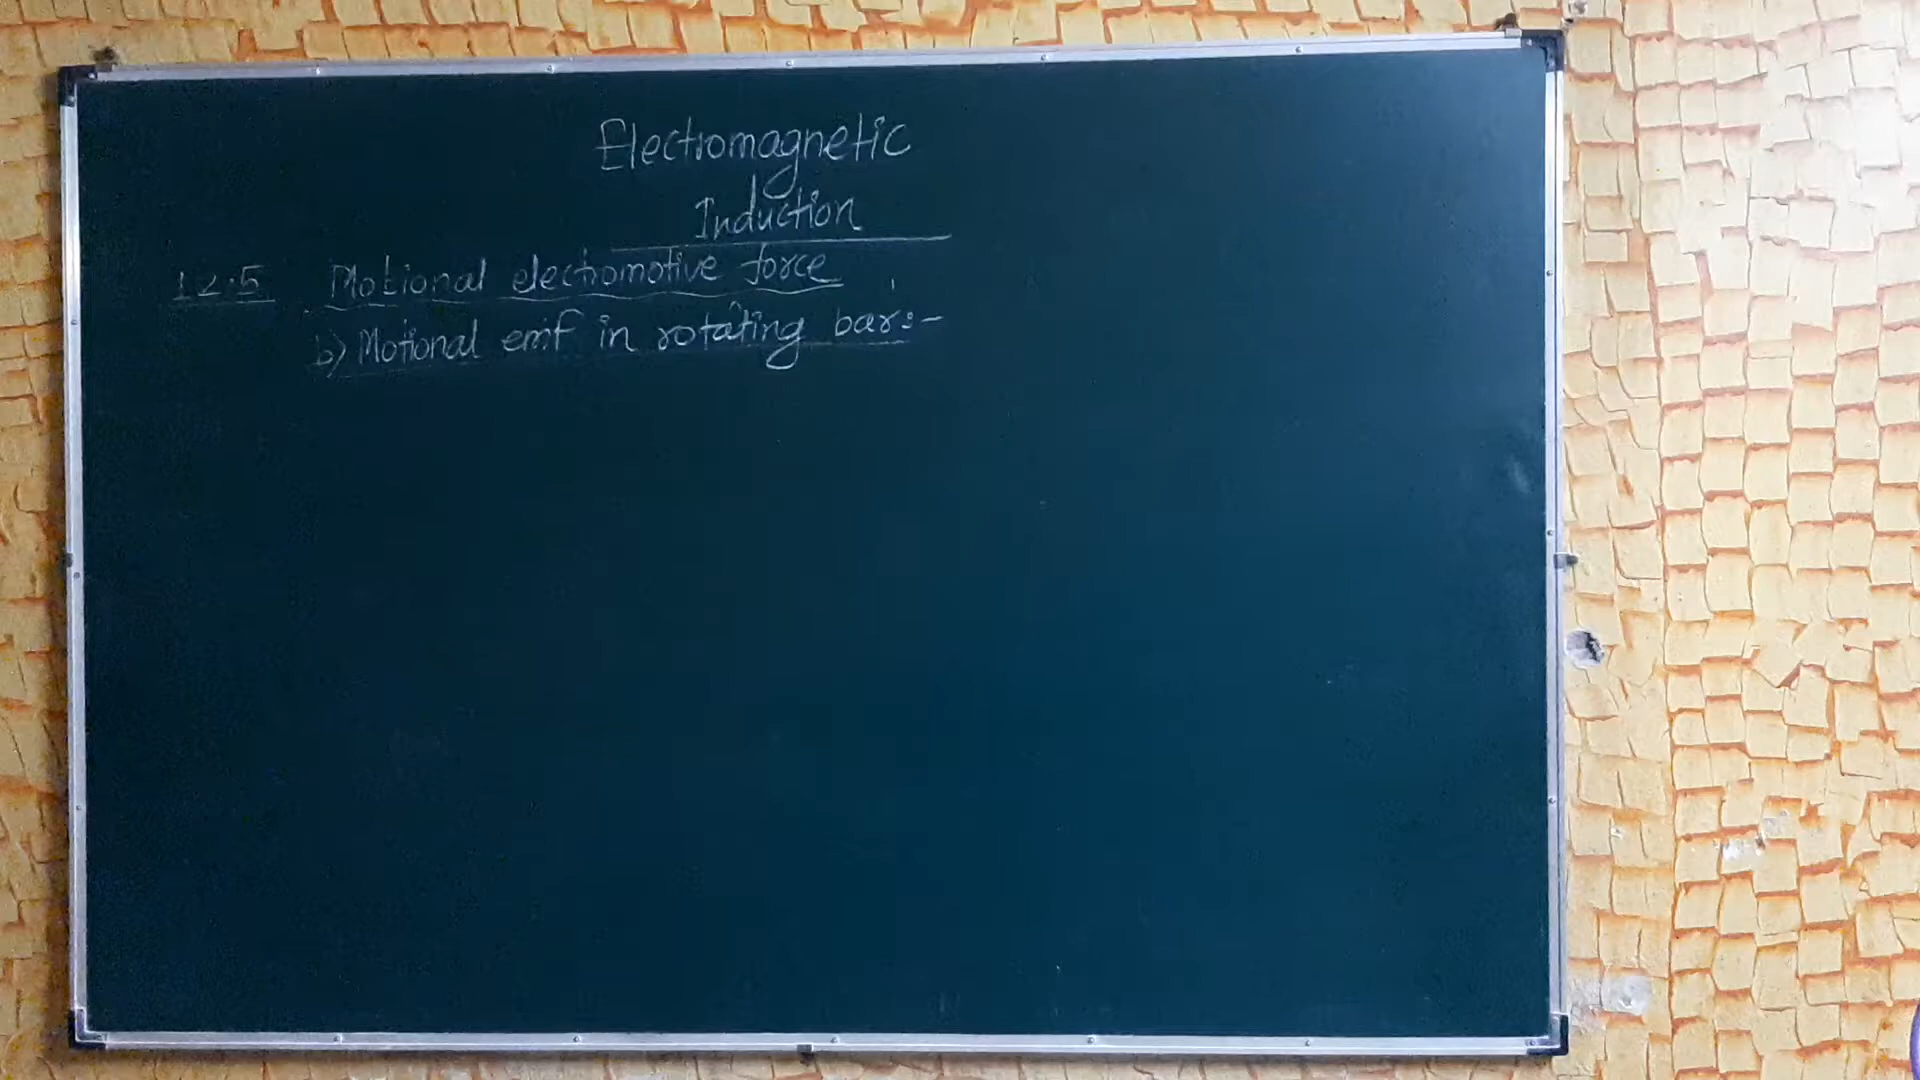 Electromagnetic
Induction
12.5 Motional electromotive force
b) Motional emf in rotating bar:-